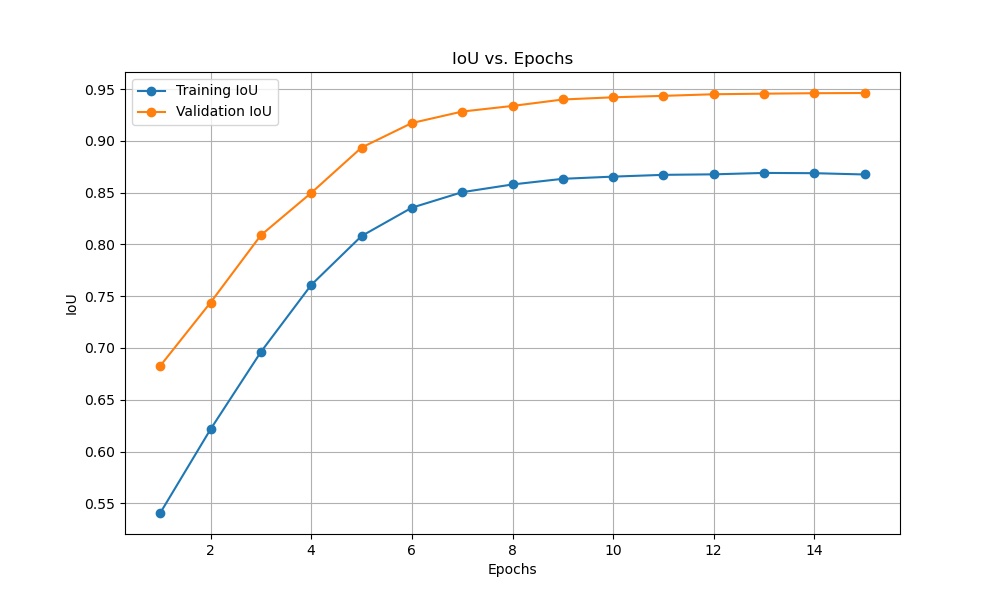 IoU vs. Epochs
Training IoU
Validation IoU
0.95
0.90
0.85
0.80
0.75
0.70
0.65
0.60
0.55
IoU
2 4 6 8 10 12 14
Epochs